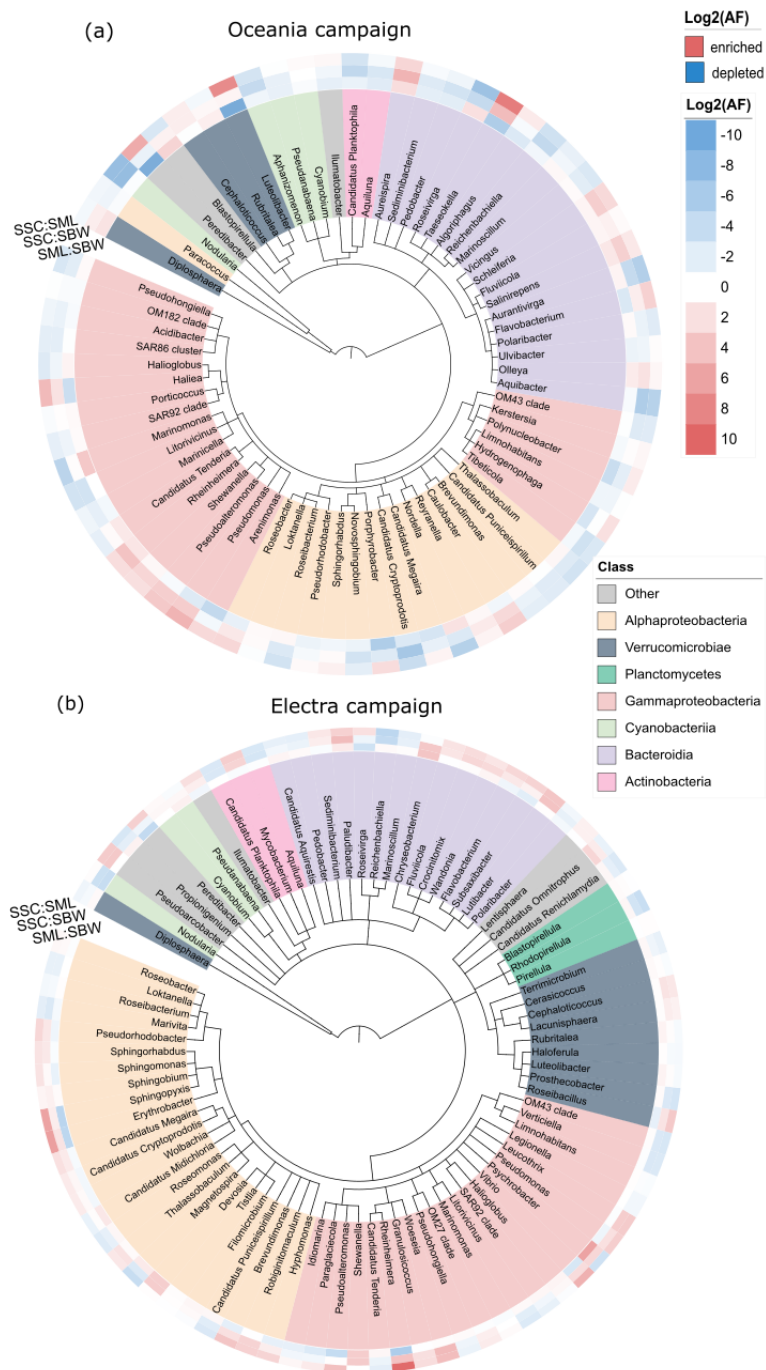 (a)
Oceania campaign
Log2(AF)
enriched
depleted
Log2(AF)
-10
-8
-6
-4
-2
0
2
4
6
8
10
SSC:SML
SSC:SBW
SML:SBW
Diplosphaera
Paracoccus
Nodularia
Peredibacter
Blastopirellula
Cephaloticoccus
Rubritalea
Luteolibacter
Aphanizomenon
Pseudanabaena
Cyanobium
Ilumatobacter
Candidatus Planktophila
Aquiluna
Aureispira
Sediminibacterium
Pedobacter
Roseivirga
Taeseokella
Algoriphagus
Reichenbachiella
Marinoscillum
Vicingus
Schleiferia
Fluviicola
Salinirepens
Aurantivirga
Flavobacterium
Polaribacter
Ulvibacter
Olleya
Aquibacter
OM43 clade
Kerstersia
Polynucleobacter
Limnohabitans
Hydrogenophaga
Tibeticola
Thalassobaculum
Candidatus Puniceispirillum
Brevundimonas
Caulobacter
Reyranella
Nordella
Candidatus Megaira
Candidatus Cryptoprodotis
Porphyrobacter
Novosphingobium
Sphingorhabdus
Pseudorhodobacter
Roseibacterium
Loktanella
Roseobacter
Arenimonas
Pseudomonas
Pseudoalteromonas
Shewanella
Rheinheimera
Candidatus Tenderia
Marinicella
Litorivicinus
Marinomonas
SAR92 clade
Porticoccus
Haliea
Halioglobus
SAR86 cluster
Acidibacter
OM182 clade
Pseudohongiella
Class
Other
Alphaproteobacteria
Verrucomicrobiae
Planctomycetes
Gammaproteobacteria
Cyanobacteriia
Bacteroidia
Actinobacteria
(b)
Electra campaign
SSC:SML
SSC:SBW
SML:SBW
Diplosphaera
Nodularia
Pseudoarcobacter
Propionigenium
Peredibacter
Cyanobium
Pseudanabaena
Ilumatobacter
Candidatus Planktophila
Mycobacterium
Aquiluna
Candidatus Aquirestis
Pedobacter
Sediminibacterium
Paludibacter
Roseivirga
Reichenbachiella
Marinoscillum
Chryseobacterium
Fluviicola
Crocinitomix
Wandonia
Flavobacterium
Subsaxibacter
Ulvibacter
Polaribacter
Lentisphaera
Candidatus Omnitrophus
Candidatus Renichlamydia
Blastopirellula
Rhodopirellula
Pirellula
Terrimicrobium
Cerasicoccus
Cephaloticoccus
Lacunisphaera
Rubritalea
Haloferula
Luteolibacter
Prosthecobacter
Roseibacillus
OM43 clade
Verticiella
Limnohabitans
Legionella
Leucothrix
Pseudomonas
Psychrobacter
Vibrio
Halioglobus
SAR92 clade
Litorivicinus
Marinomonas
OM27 clade
Pseudohongiella
Woeseia
Granulosicoccus
Rheinheimera
Candidatus Tenderia
Shewanella
Pseudoalteromonas
Paraglaciecola
Idiomarina
Hyphomonas
Robiginitomaculum
Brevundimonas
Candidatus Puniceispirillum
Filomicrobium
Tistlia
Devosia
Magnetospira
Thalassobaculum
Roseomonas
Candidatus Midichloria
Wolbachia
Candidatus Cryptoprodotis
Candidatus Megaira
Erythrobacter
Sphingopyxis
Sphingobium
Sphingomonas
Sphingorhabdus
Pseudorhodobacter
Marivita
Roseibacterium
Loktanella
Roseobacter